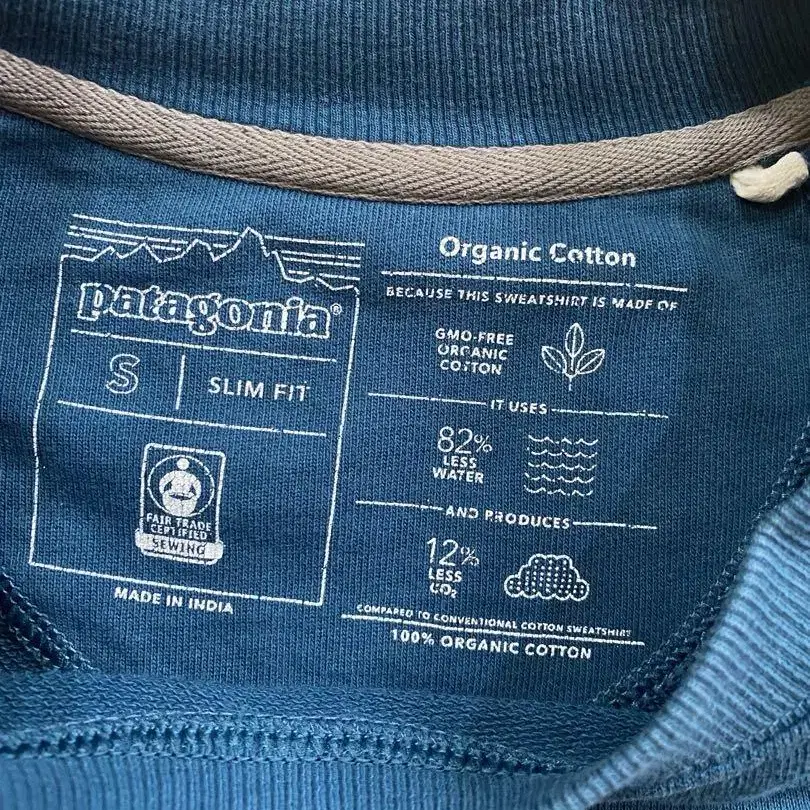 patagonia®
S | SLIM FIT
FAIR TRADE
CERTIFIED
SEWING
MADE IN INDIA
Organic Cotton
BECAUSE THIS SWEATSHIRT IS MADE OF
GMO-FREE
ORGANIC
COTTON
IT USES
82%
LESS
WATER
AND PRODUCES
12%
LESS
CO₂
COMPARED TO CONVENTIONAL COTTON SWEATSHIRT
100% ORGANIC COTTON